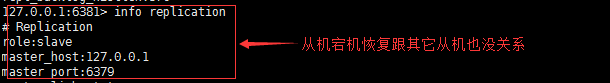 127.0.0.1:6381> info replication
# Replication
role:slave
master_host:127.0.0.1
master_port:6379
从机宕机恢复跟其它从机也没关系